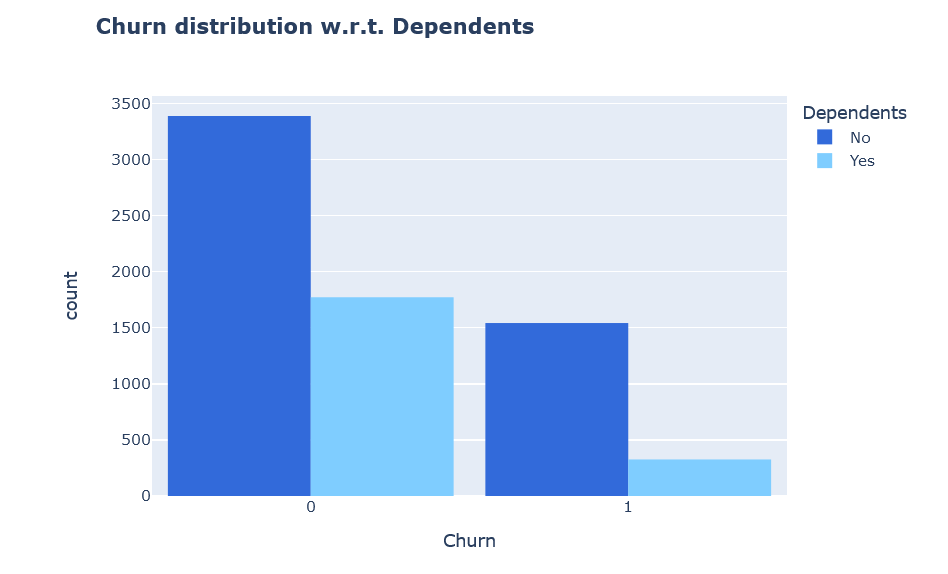 Churn distribution w.r.t. Dependents
3500
3000
2500
2000
1500
1000
500
0
count
0
1
Churn
Dependents
No
Yes